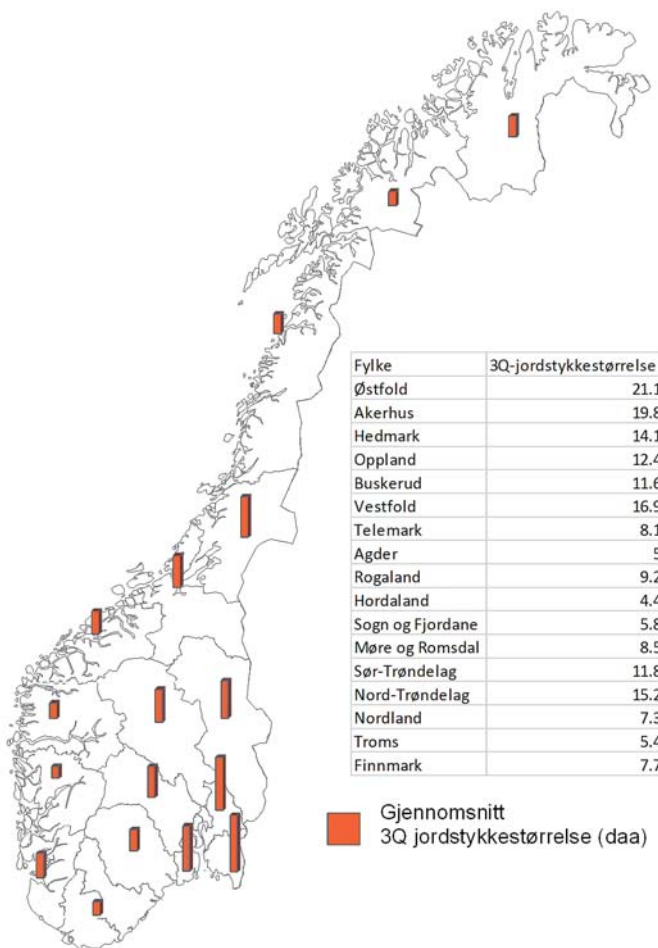 Fylke 3Q-jordstykkestørrelse
Østfold 21.1
Akerhus 19.8
Hedmark 14.1
Oppland 12.4
Buskerud 11.6
Vestfold 16.9
Telemark 8.1
Agder 5
Rogaland 9.2
Hordaland 4.4
Sogn og Fjordane 5.8
Møre og Romsdal 8.5
Sør-Trøndelag 11.8
Nord-Trøndelag 15.2
Nordland 7.3
Troms 5.4
Finnmark 7.7
Gjennomsnitt
3Q jordstykkestørrelse (daa)